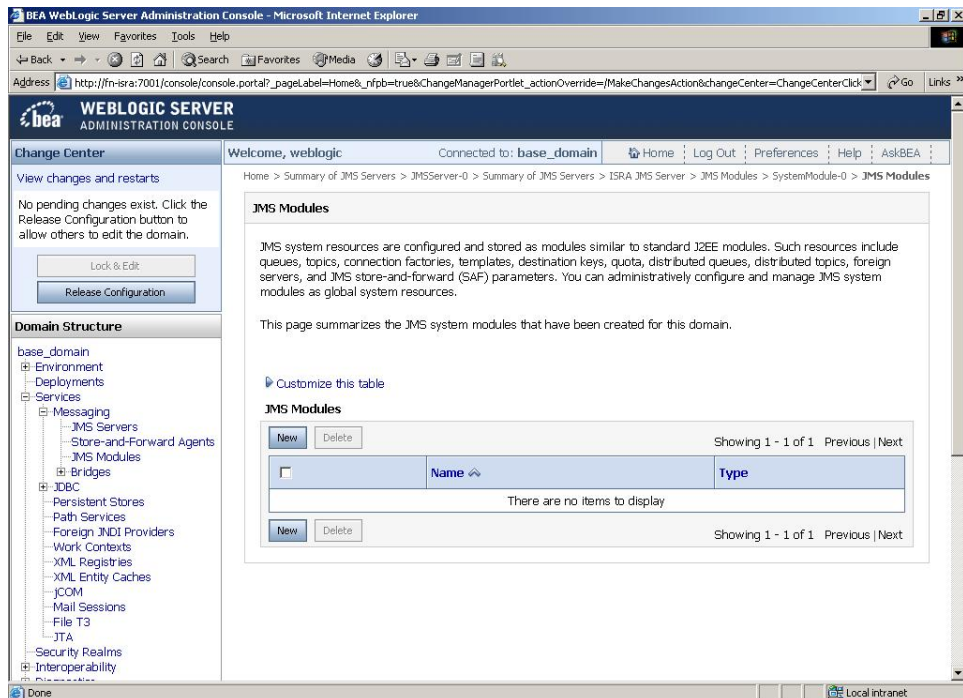 BEA WebLogic Server Administration Console - Microsoft Internet Explorer
File Edit View Favorites Tools Help
Back Search Favorites Media
Address http://fn-isra:7001/console/console.portal?_pageLabel=Home&_nfpb=true&ChangeManagerPortlet_actionOverride=/MakeChangesAction&changeCenter=ChangeCenterClick Go Links »
bea WEBLOGIC SERVER
ADMINISTRATION CONSOLE
Change Center
View changes and restarts
No pending changes exist. Click the
Release Configuration button to
allow others to edit the domain.
Lock & Edit
Release Configuration
Domain Structure
base_domain
Environment
Deployments
Services
Messaging
JMS Servers
Store-and-Forward Agents
JMS Modules
Bridges
JDBC
Persistent Stores
Path Services
Foreign JNDI Providers
Work Contexts
XML Registries
XML Entity Caches
jCOM
Mail Sessions
File T3
JTA
Security Realms
Interoperability
Welcome, weblogic Connected to: base_domain Home Log Out Preferences Help AskBEA
Home > Summary of JMS Servers > JMSServer-0 > Summary of JMS Servers > ISRA JMS Server > JMS Modules > SystemModule-0 > JMS Modules
JMS Modules
JMS system resources are configured and stored as modules similar to standard J2EE modules. Such resources include
queues, topics, connection factories, templates, destination keys, quota, distributed queues, distributed topics, foreign
servers, and JMS store-and-forward (SAF) parameters. You can administratively configure and manage JMS system
modules as global system resources.
This page summarizes the JMS system modules that have been created for this domain.
Customize this table
JMS Modules
New Delete Showing 1 - 1 of 1 Previous | Next
Name Type
There are no items to display
New Delete Showing 1 - 1 of 1 Previous | Next
Done Local intranet